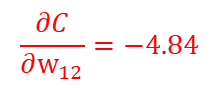 ∂C/∂w₁₂ = −4.84